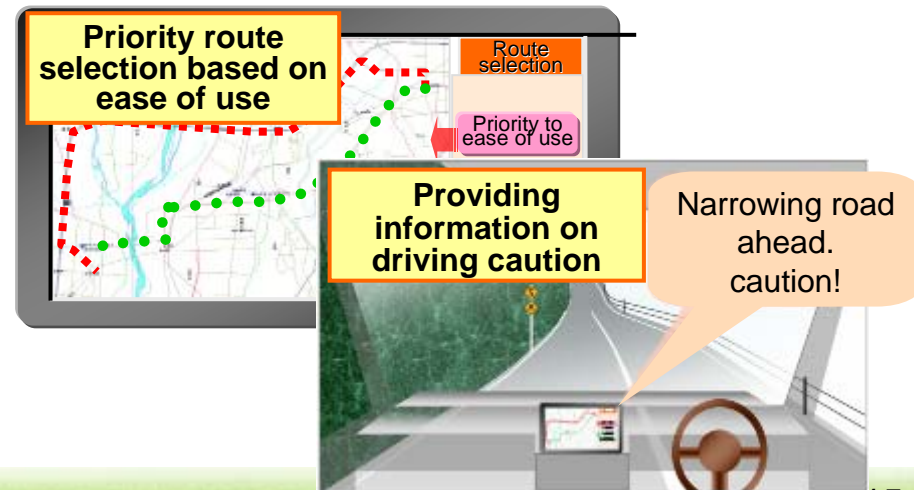 Priority route
selection based on
ease of use
Route
selection
Priority to
ease of use
Providing
information on
driving caution
Narrowing road
ahead.
caution!